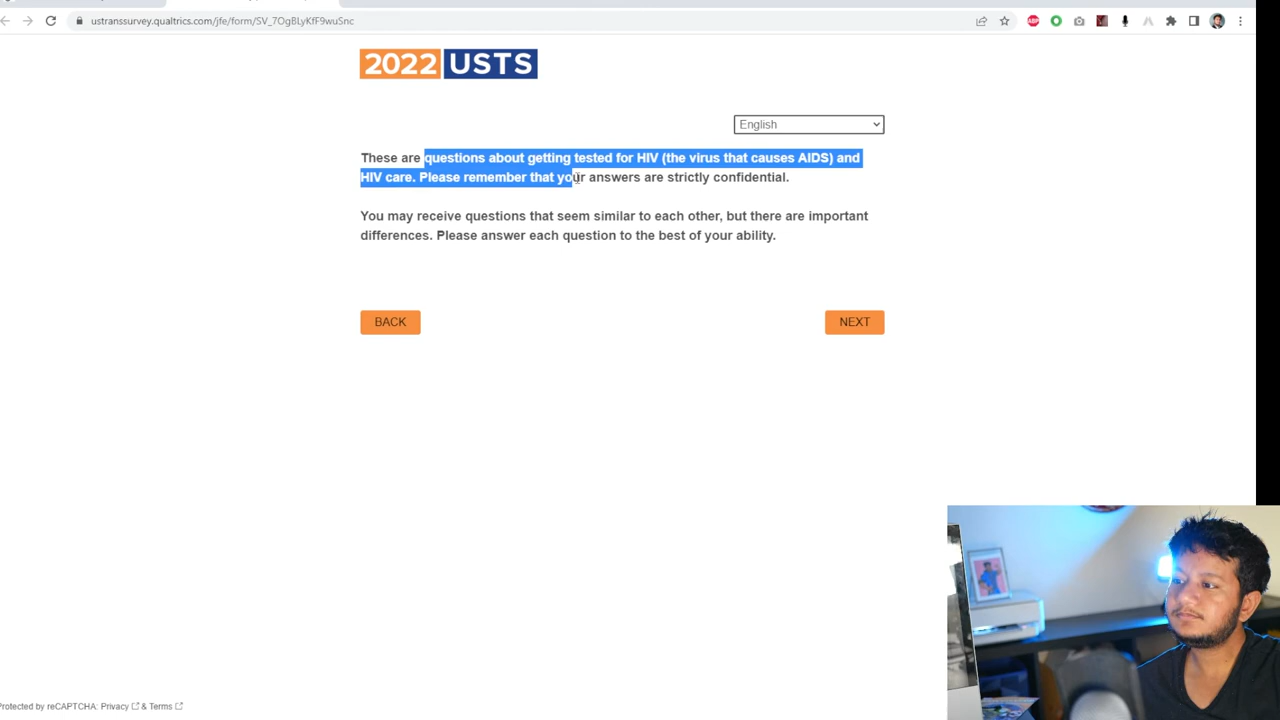 ustranssurvey.qualtrics.com/jfe/form/SV_7OgBLyKfF9wuSnc
ABP
2022 USTS
English
These are questions about getting tested for HIV (the virus that causes AIDS) and
HIV care. Please remember that your answers are strictly confidential.
You may receive questions that seem similar to each other, but there are important
differences. Please answer each question to the best of your ability.
BACK
NEXT
Protected by reCAPTCHA: Privacy & Terms